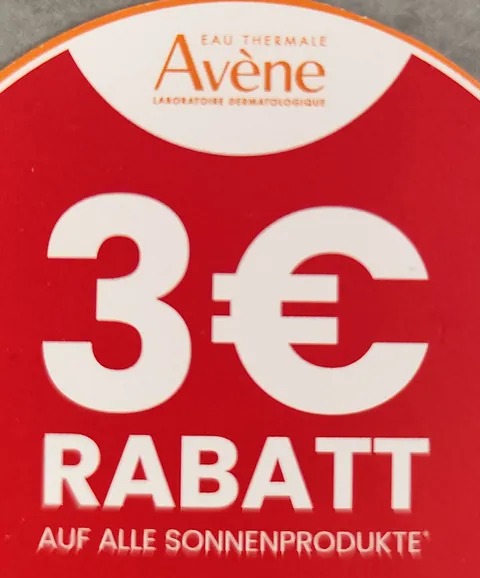 EAU THERMALE
Avène
LABORATOIRE DERMATOLOGIQUE
3€
RABATT
AUF ALLE SONNENPRODUKTE*